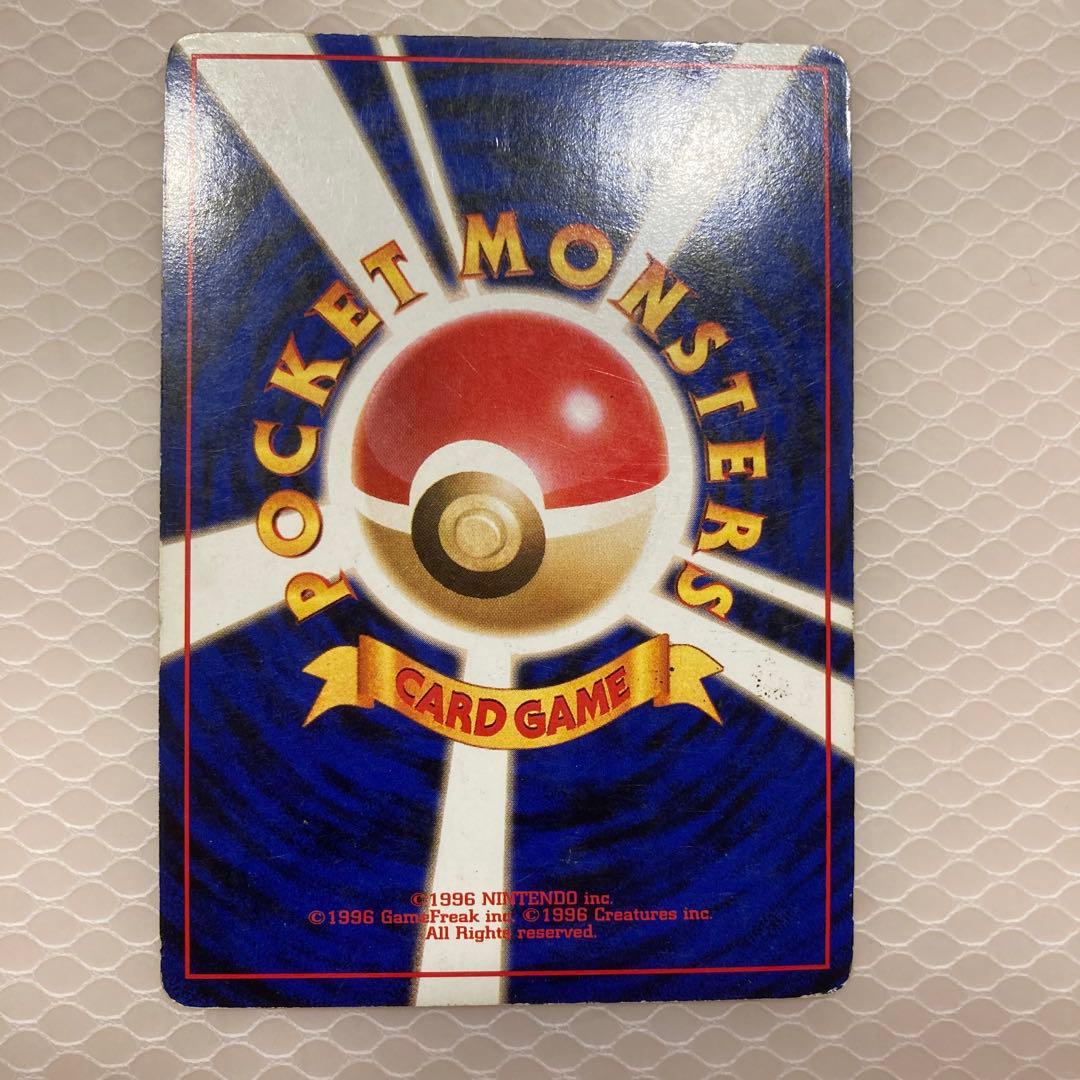 POCKET MONSTERS
CARD GAME
©1996 NINTENDO inc.
©1996 GameFreak inc. ©1996 Creatures inc.
All Rights reserved.